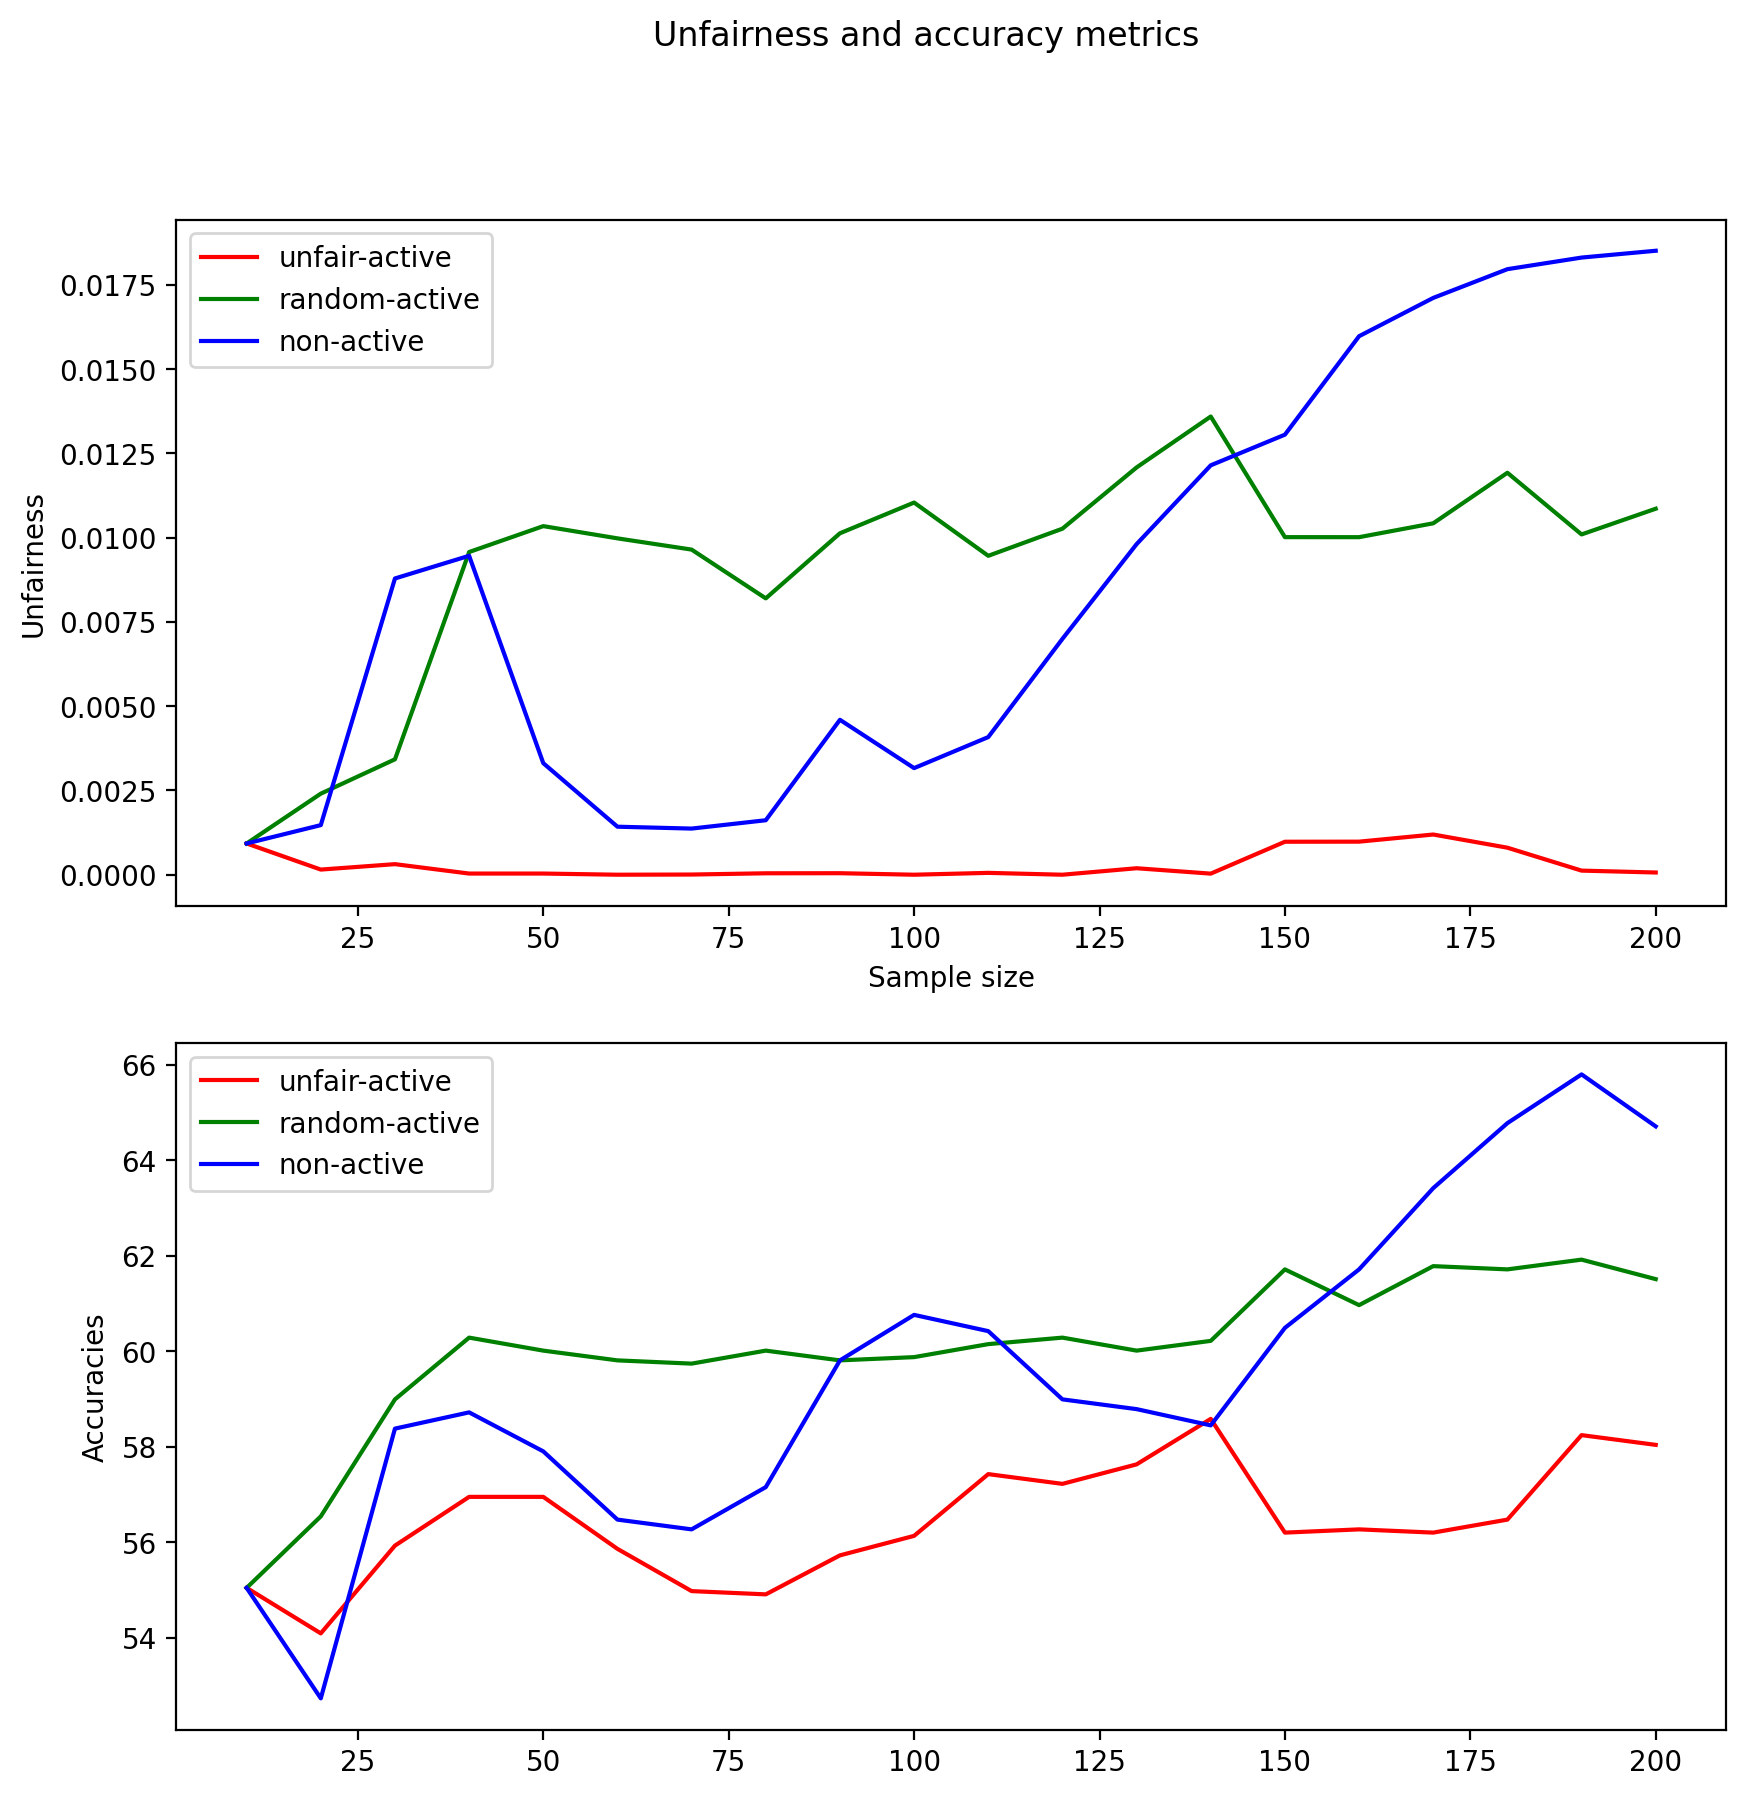 Unfairness and accuracy metrics
unfair-active
random-active
non-active
0.0175
0.0150
0.0125
0.0100
0.0075
0.0050
0.0025
0.0000
Unfairness
25 50 75 100 125 150 175 200
Sample size
unfair-active
random-active
non-active
66
64
62
60
58
56
54
Accuracies
25 50 75 100 125 150 175 200